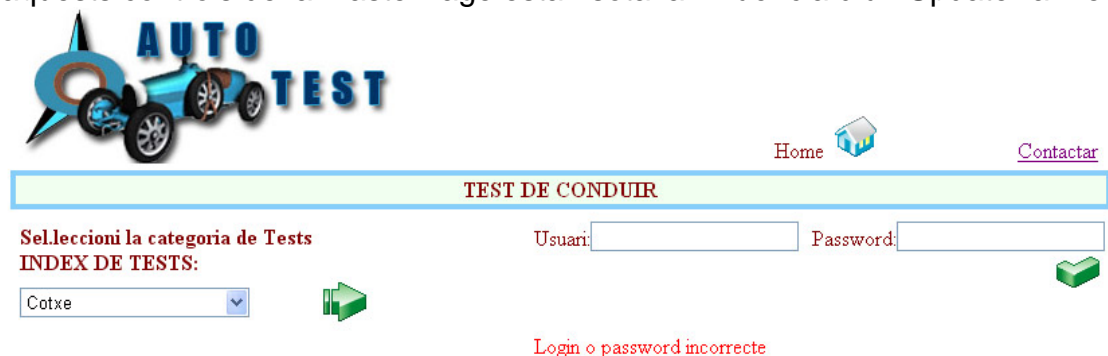 AUTO
TEST
Home
Contactar
TEST DE CONDUIR
Sel.leccioni la categoria de Tests
INDEX DE TESTS:
Usuari:
Password:
Cotxe
Login o password incorrecte